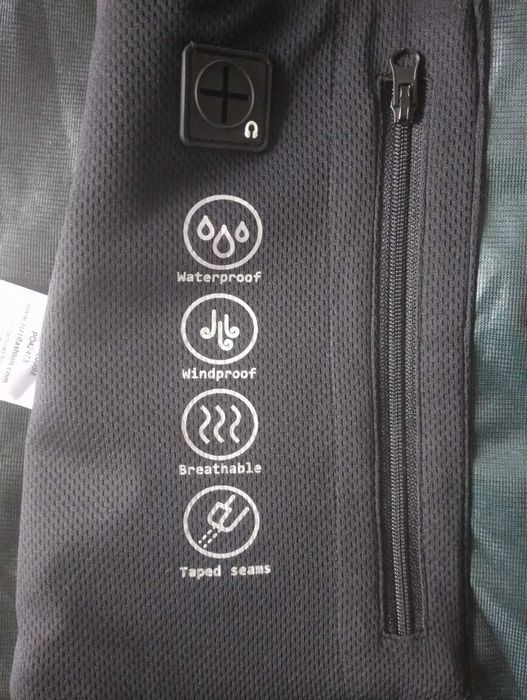 Waterproof
Windproof
Breathable
Taped seams